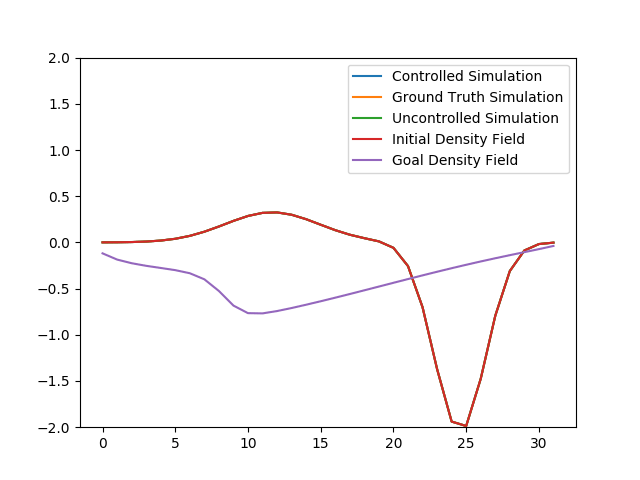 2.0
1.5
1.0
0.5
0.0
−0.5
−1.0
−1.5
−2.0
0 5 10 15 20 25 30
Controlled Simulation
Ground Truth Simulation
Uncontrolled Simulation
Initial Density Field
Goal Density Field